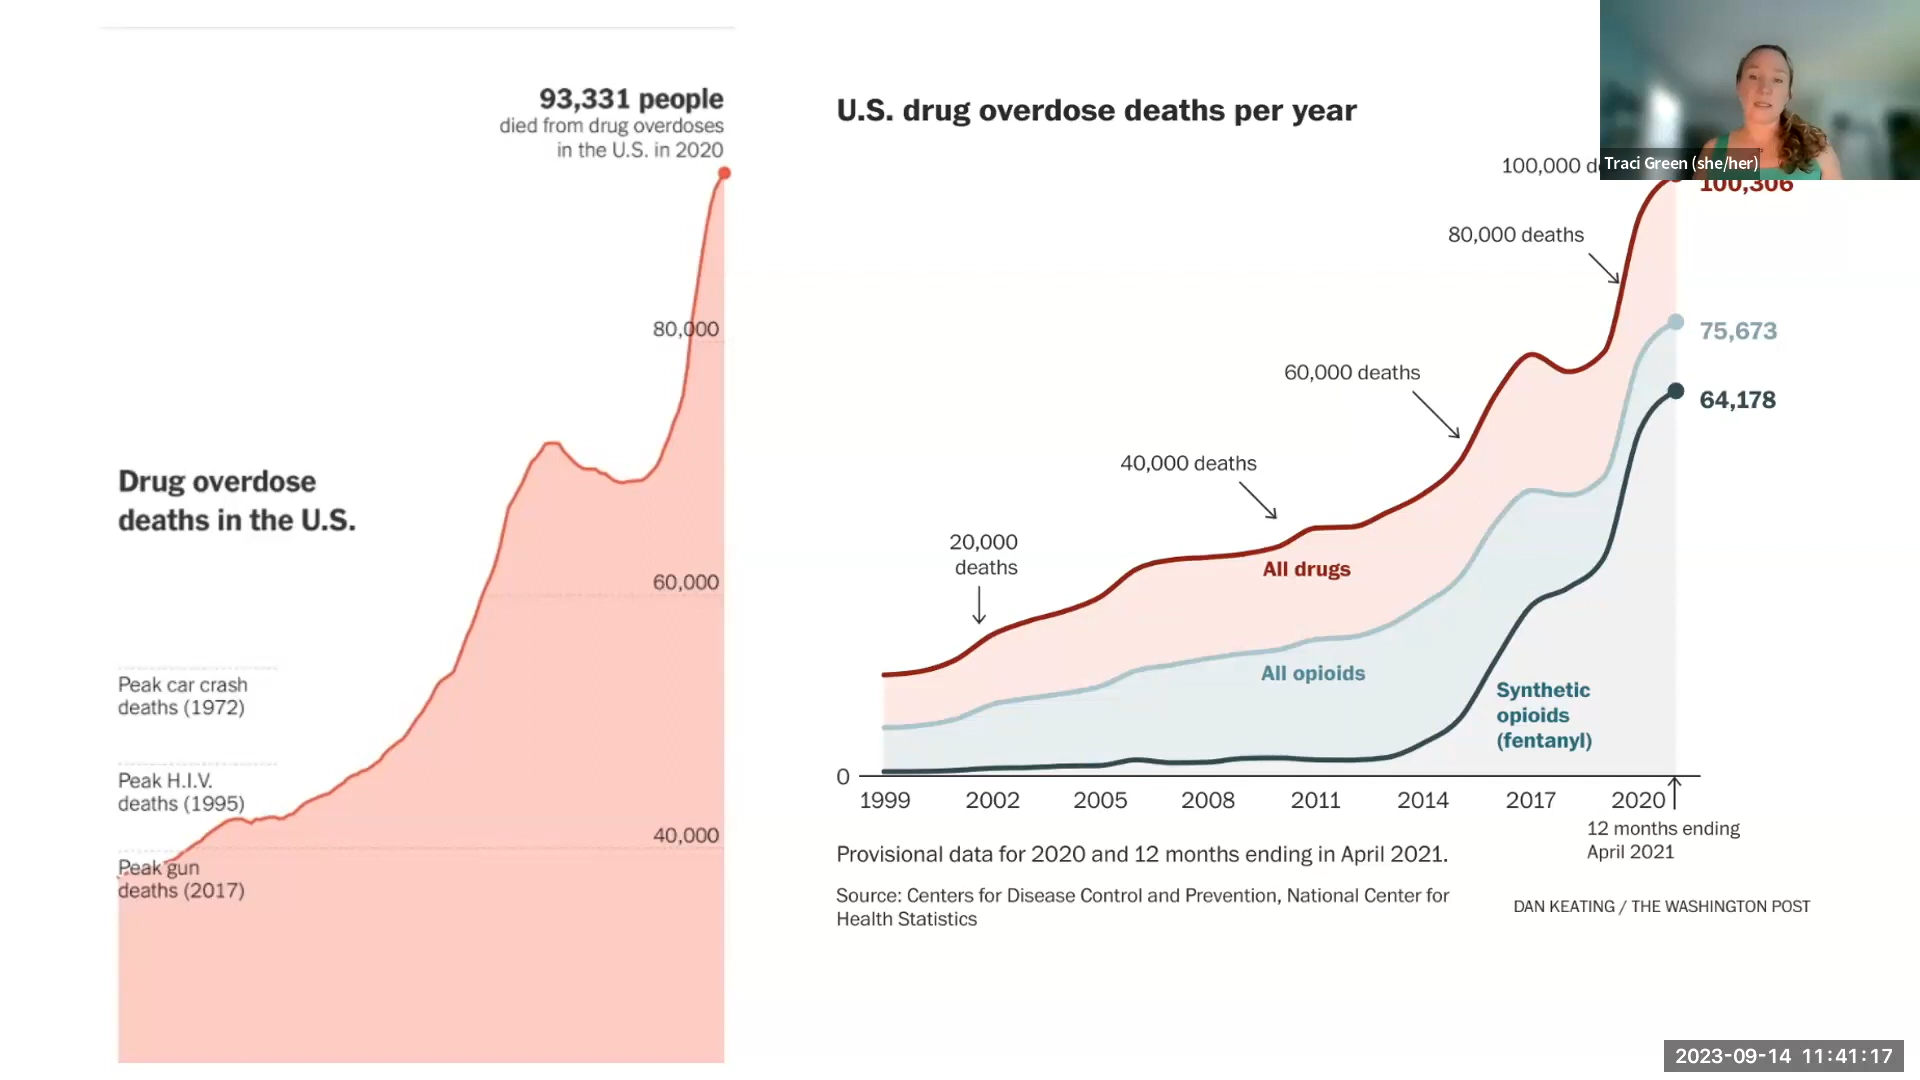 93,331 people
died from drug overdoses
in the U.S. in 2020
80,000
Drug overdose
deaths in the U.S.
60,000
Peak car crash
deaths (1972)
Peak H.I.V.
deaths (1995)
40,000
Peak gun
deaths (2017)
U.S. drug overdose deaths per year
100,000 d
Traci Green (she/her)
100,306
80,000 deaths
75,673
60,000 deaths
64,178
40,000 deaths
20,000
deaths
All drugs
All opioids
Synthetic
opioids
(fentanyl)
0
1999 2002 2005 2008 2011 2014 2017 2020
12 months ending
April 2021
Provisional data for 2020 and 12 months ending in April 2021.
Source: Centers for Disease Control and Prevention, National Center for
Health Statistics
DAN KEATING / THE WASHINGTON POST
2023-09-14 11:41:17